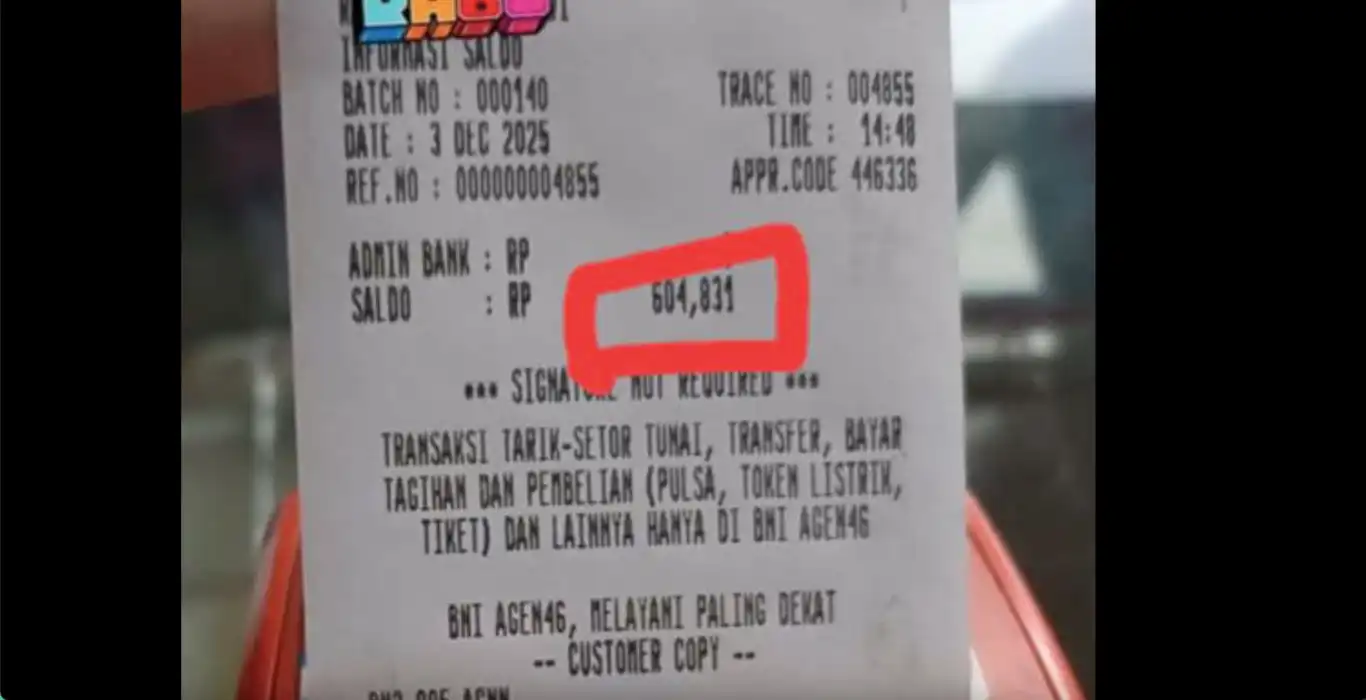 RABU
INFORMASI SALDO
BATCH NO : 000140 TRACE NO : 004855
DATE : 3 DEC 2025 TIME : 14:48
REF.NO : 000000004855 APPR.CODE 446336
ADMIN BANK : RP
SALDO : RP 604,831
*** SIGNATURE NOT REQUIRED ***
TRANSAKSI TARIK-SETOR TUNAI, TRANSFER, BAYAR
TAGIHAN DAN PEMBELIAN (PULSA, TOKEN LISTRIK,
TIKET) DAN LAINNYA HANYA DI BNI AGEN46
BNI AGEN46, MELAYANI PALING DEKAT
-- CUSTOMER COPY --